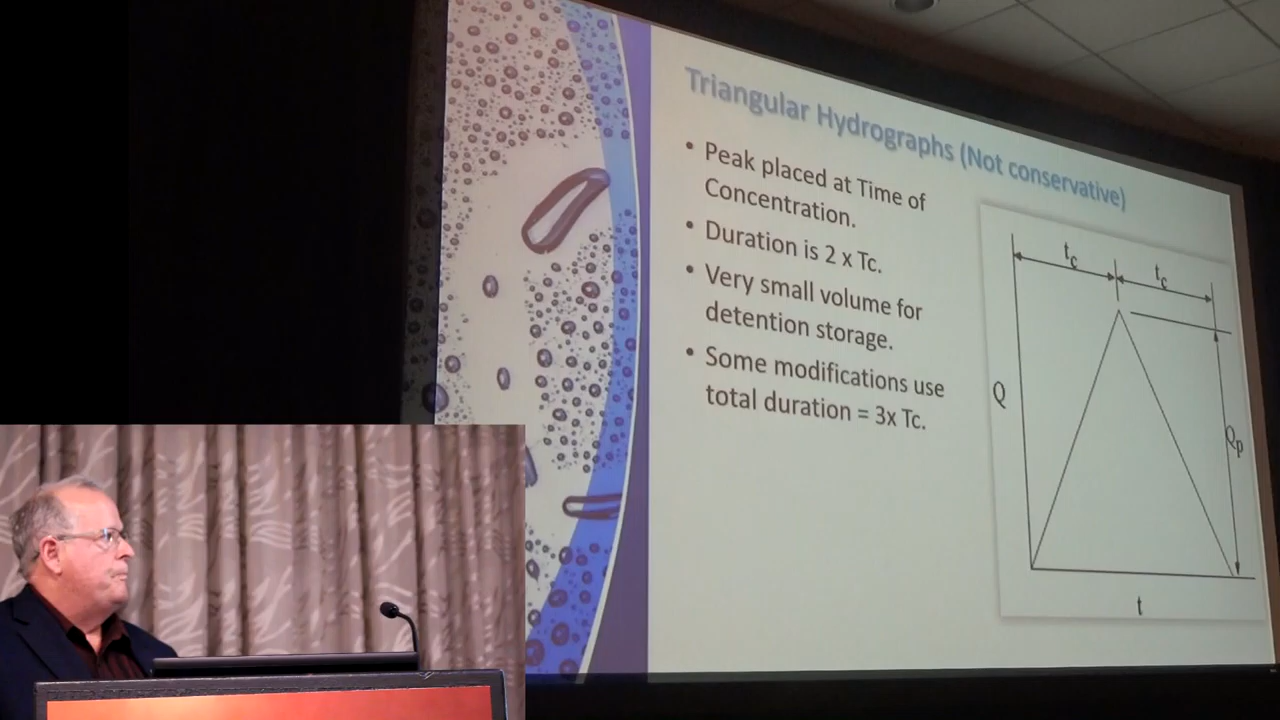 Triangular Hydrographs (Not conservative)
• Peak placed at Time of
Concentration.
• Duration is 2 x Tc.
• Very small volume for
detention storage.
• Some modifications use
total duration = 3x Tc.
tc
tc
Q
Qp
t